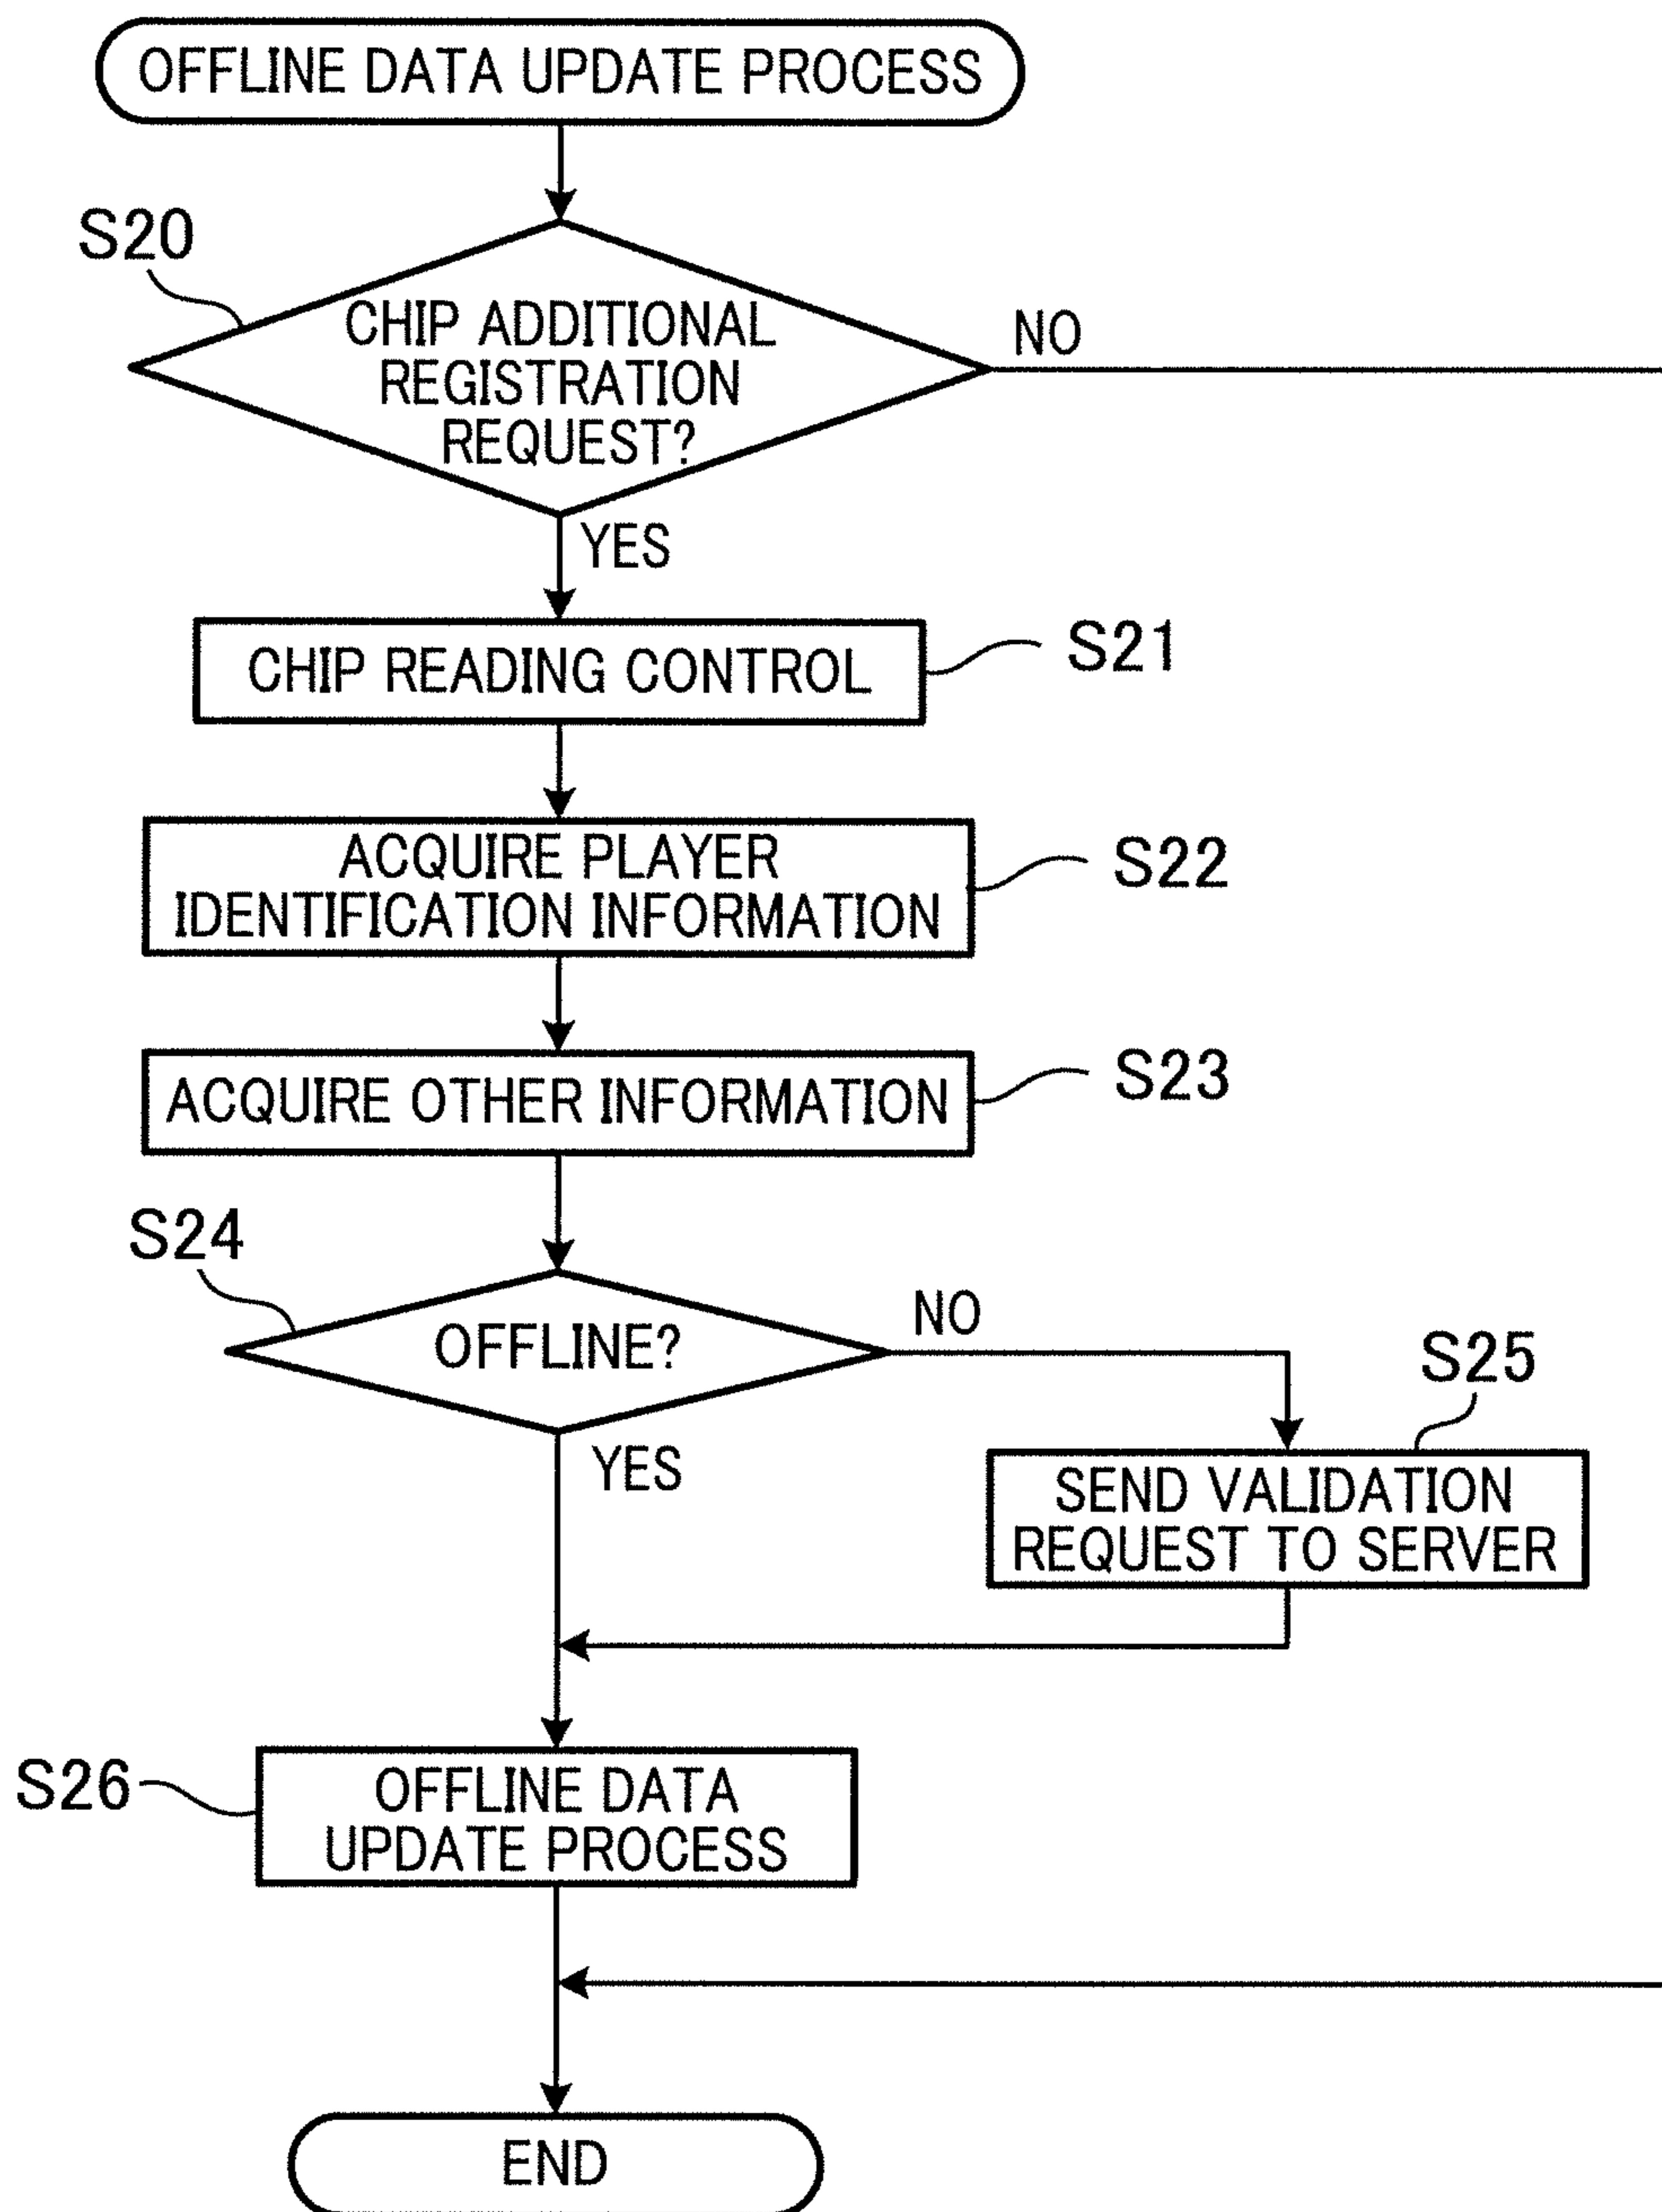 OFFLINE DATA UPDATE PROCESS
S20
CHIP ADDITIONAL
REGISTRATION
REQUEST?
NO
YES
CHIP READING CONTROL
S21
ACQUIRE PLAYER
IDENTIFICATION INFORMATION
S22
ACQUIRE OTHER INFORMATION
S23
S24
OFFLINE?
NO
YES
S25
SEND VALIDATION
REQUEST TO SERVER
S26
OFFLINE DATA
UPDATE PROCESS
END